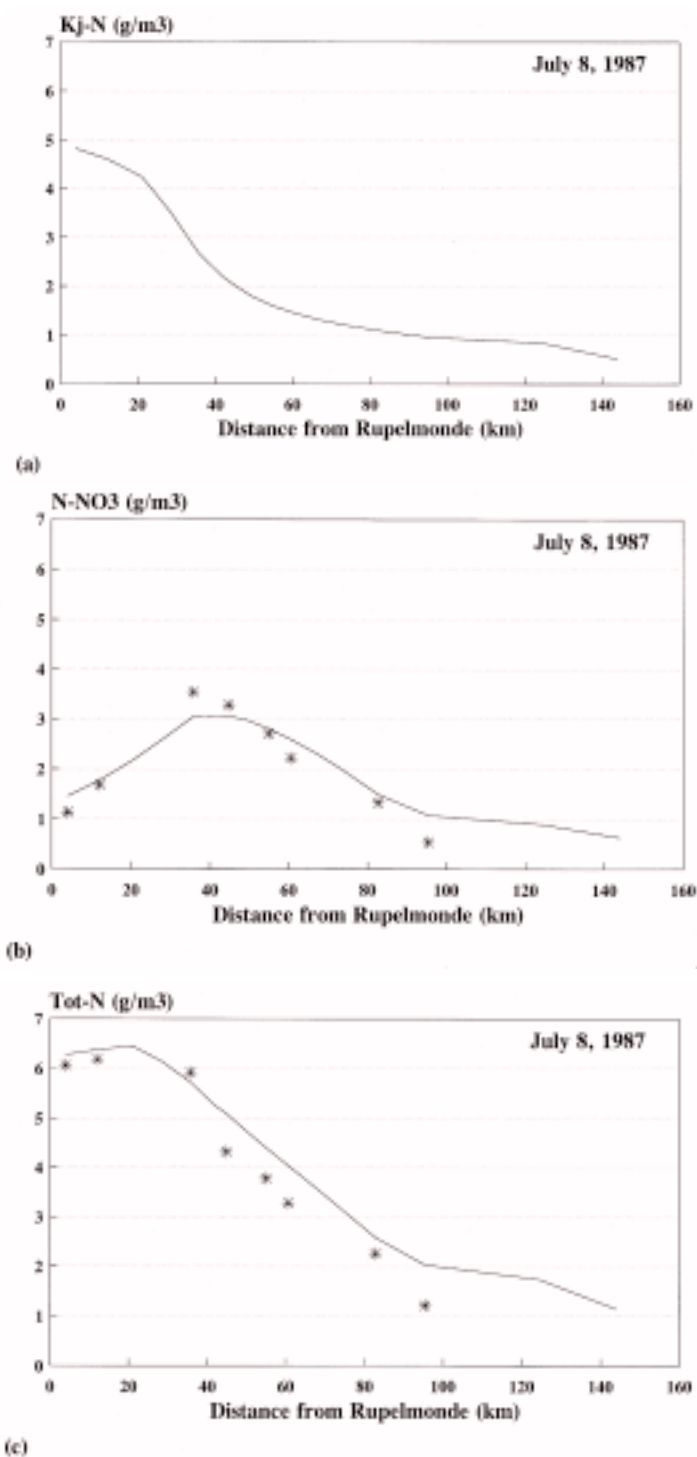 Kj-N (g/m3)
July 8, 1987
7
6
5
4
3
2
1
0
0 20 40 60 80 100 120 140 160
Distance from Rupelmonde (km)
(a)
N-NO3 (g/m3)
July 8, 1987
7
6
5
4
3
2
1
0
0 20 40 60 80 100 120 140 160
Distance from Rupelmonde (km)
(b)
Tot-N (g/m3)
July 8, 1987
7
6
5
4
3
2
1
0
0 20 40 60 80 100 120 140 160
Distance from Rupelmonde (km)
(c)